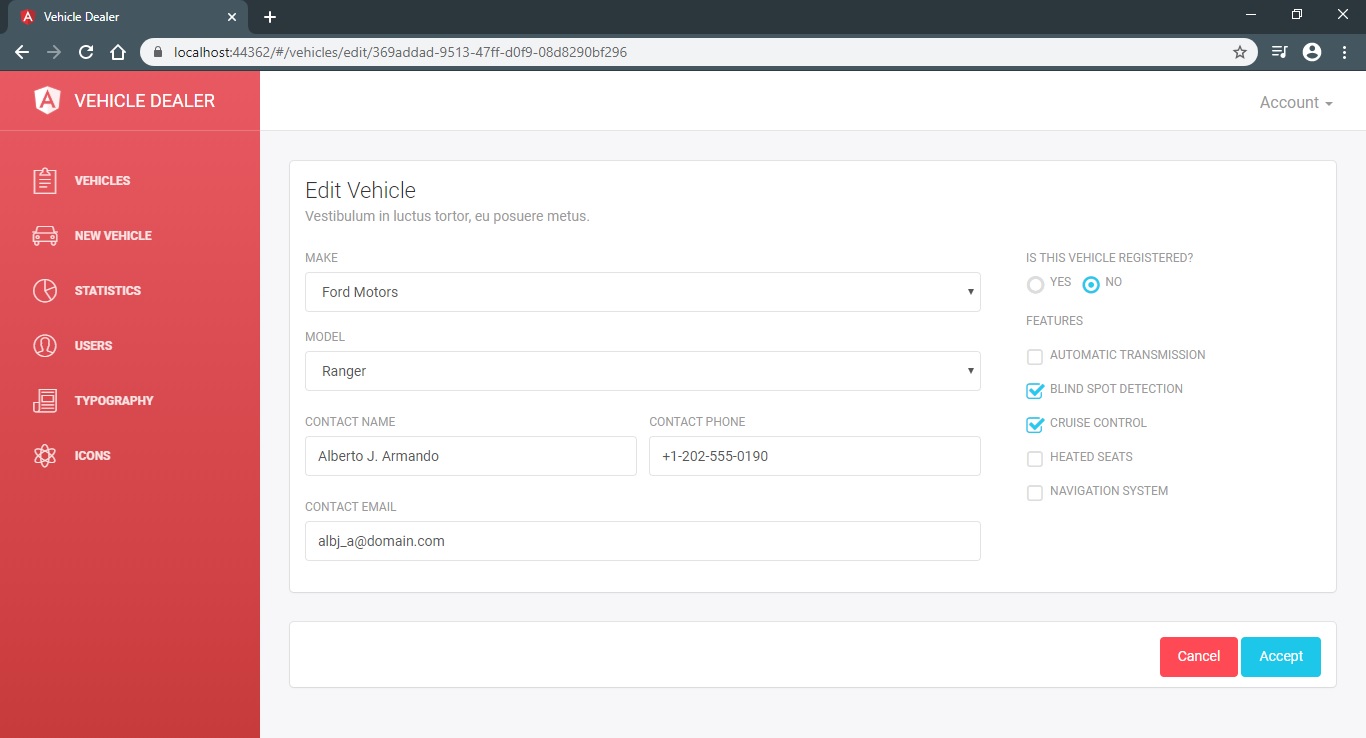 Vehicle Dealer
localhost:44362/#/vehicles/edit/369addad-9513-47ff-d0f9-08d8290bf296
VEHICLE DEALER
Account
VEHICLES
NEW VEHICLE
STATISTICS
USERS
TYPOGRAPHY
ICONS
Edit Vehicle
Vestibulum in luctus tortor, eu posuere metus.
MAKE
Ford Motors
MODEL
Ranger
CONTACT NAME
CONTACT PHONE
Alberto J. Armando
+1-202-555-0190
CONTACT EMAIL
albj_a@domain.com
IS THIS VEHICLE REGISTERED?
YES NO
FEATURES
AUTOMATIC TRANSMISSION
BLIND SPOT DETECTION
CRUISE CONTROL
HEATED SEATS
NAVIGATION SYSTEM
Cancel Accept